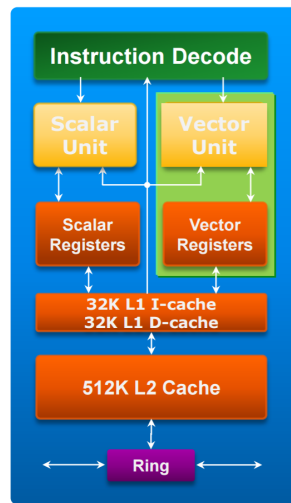 Instruction Decode
Scalar
Unit
Vector
Unit
Scalar
Registers
Vector
Registers
32K L1 I-cache
32K L1 D-cache
512K L2 Cache
Ring